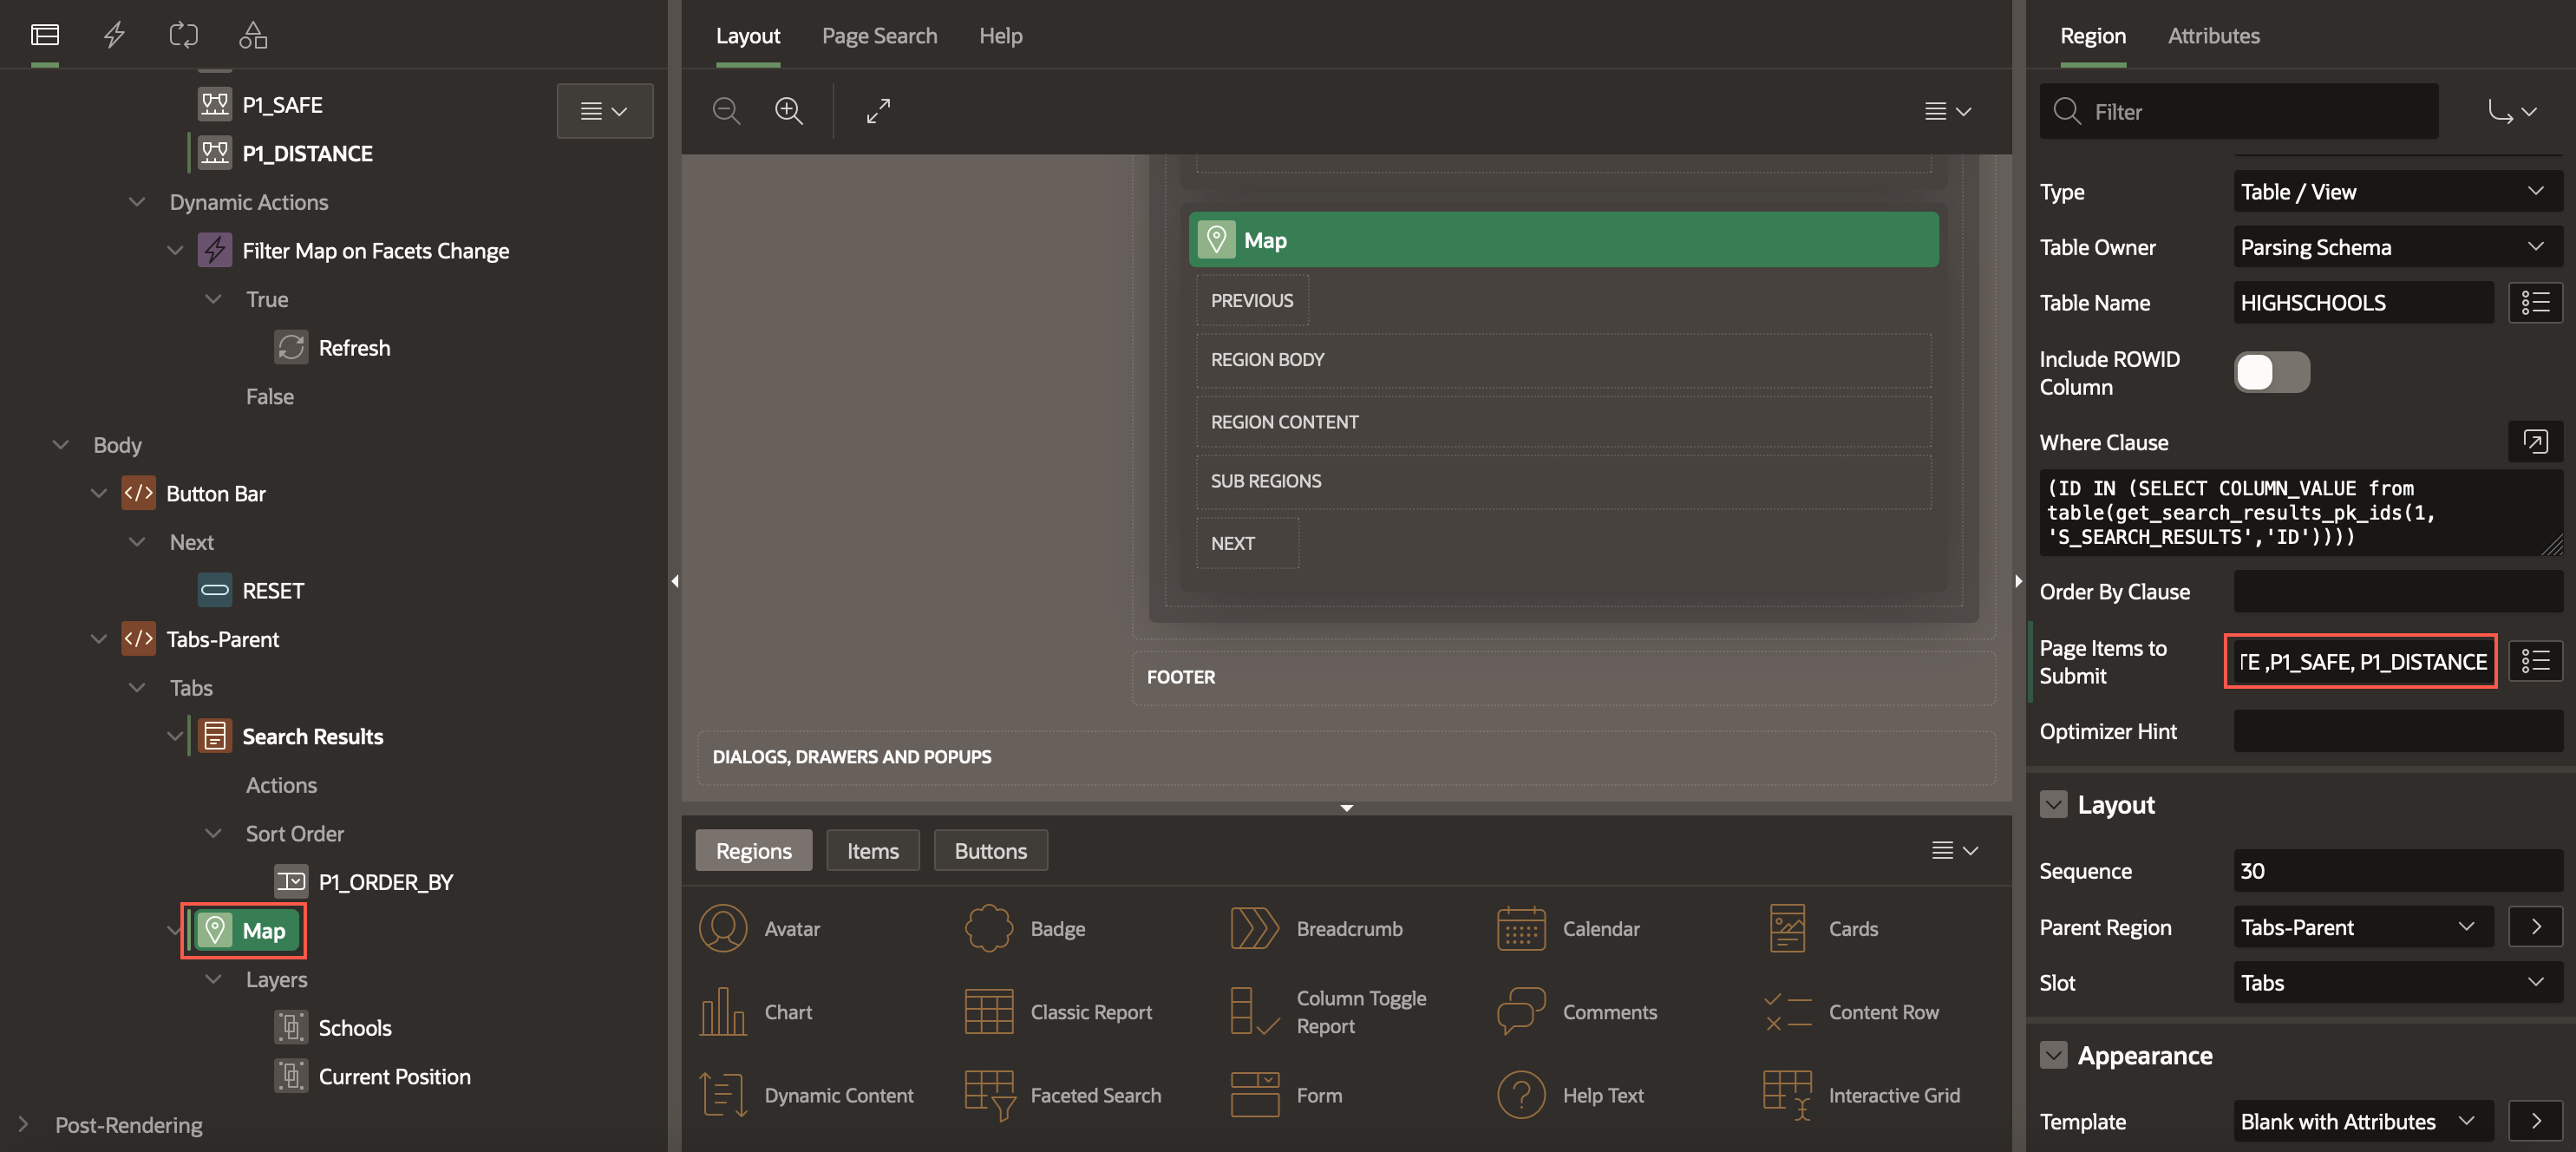 P1_SAFE
P1_DISTANCE
Dynamic Actions
Filter Map on Facets Change
True
Refresh
False
Body
Button Bar
Next
RESET
Tabs-Parent
Tabs
Search Results
Actions
Sort Order
P1_ORDER_BY
Map
Layers
Schools
Current Position
Post-Rendering
Layout Page Search Help
Map
PREVIOUS
REGION BODY
REGION CONTENT
SUB REGIONS
NEXT
FOOTER
DIALOGS, DRAWERS AND POPUPS
Regions Items Buttons
Avatar Badge Breadcrumb Calendar Cards
Chart Classic Report Column Toggle Report Comments Content Row
Dynamic Content Faceted Search Form Help Text Interactive Grid
Region Attributes
Filter
Type Table / View
Table Owner Parsing Schema
Table Name HIGHSCHOOLS
Include ROWID
Column
Where Clause
(ID IN (SELECT COLUMN_VALUE from
table(get_search_results_pk_ids(1,
'S_SEARCH_RESULTS','ID'))))
Order By Clause
Page Items to
Submit
TE ,P1_SAFE, P1_DISTANCE
Optimizer Hint
Layout
Sequence 30
Parent Region Tabs-Parent
Slot Tabs
Appearance
Template Blank with Attributes